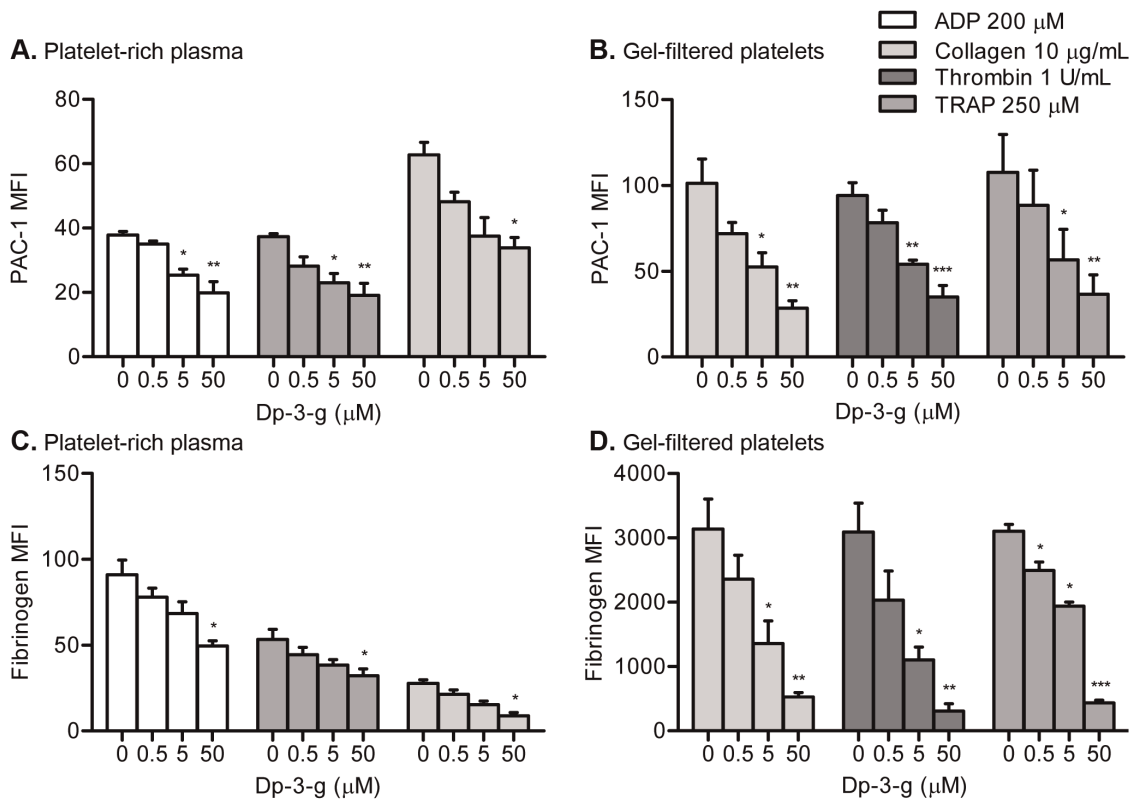 ADP 200 μM
Collagen 10 μg/mL
Thrombin 1 U/mL
TRAP 250 μM
A. Platelet-rich plasma
80
60
40
20
0
PAC-1 MFI
* ** * ** *
0 0.5 5 50 0 0.5 5 50 0 0.5 5 50
Dp-3-g (μM)
B. Gel-filtered platelets
150
100
50
0
PAC-1 MFI
* ** ** *** * **
0 0.5 5 50 0 0.5 5 50 0 0.5 5 50
Dp-3-g (μM)
C. Platelet-rich plasma
150
100
50
0
Fibrinogen MFI
* * *
0 0.5 5 50 0 0.5 5 50 0 0.5 5 50
Dp-3-g (μM)
D. Gel-filtered platelets
4000
3000
2000
1000
0
Fibrinogen MFI
* ** * ** * * ***
0 0.5 5 50 0 0.5 5 50 0 0.5 5 50
Dp-3-g (μM)